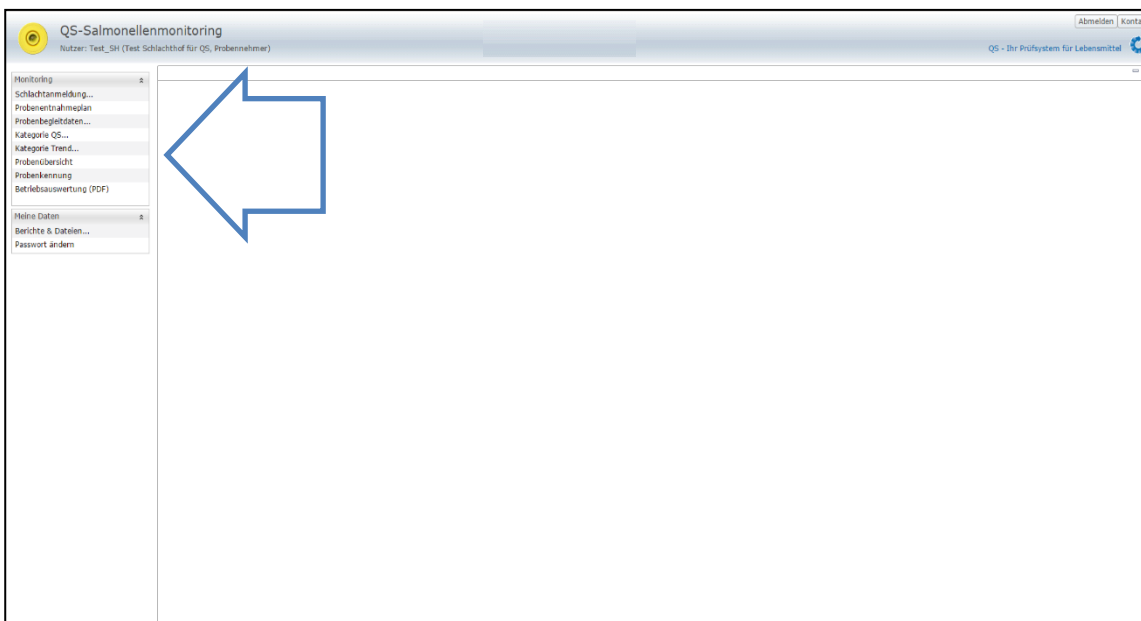 QS-Salmonellenmonitoring
Nutzer: Test_SH (Test Schlachthof für QS, Probennehmer)
Abmelden
QS - Ihr Prüfsystem für Lebensmittel
Monitoring
Schlachtanmeldung...
Probenentnahmeplan
Probenbegleitdaten...
Kategorie QS...
Kategorie Trend...
Probenübersicht
Probenkennung
Betriebsauswertung (PDF)
Meine Daten
Berichte & Dateien...
Passwort ändern